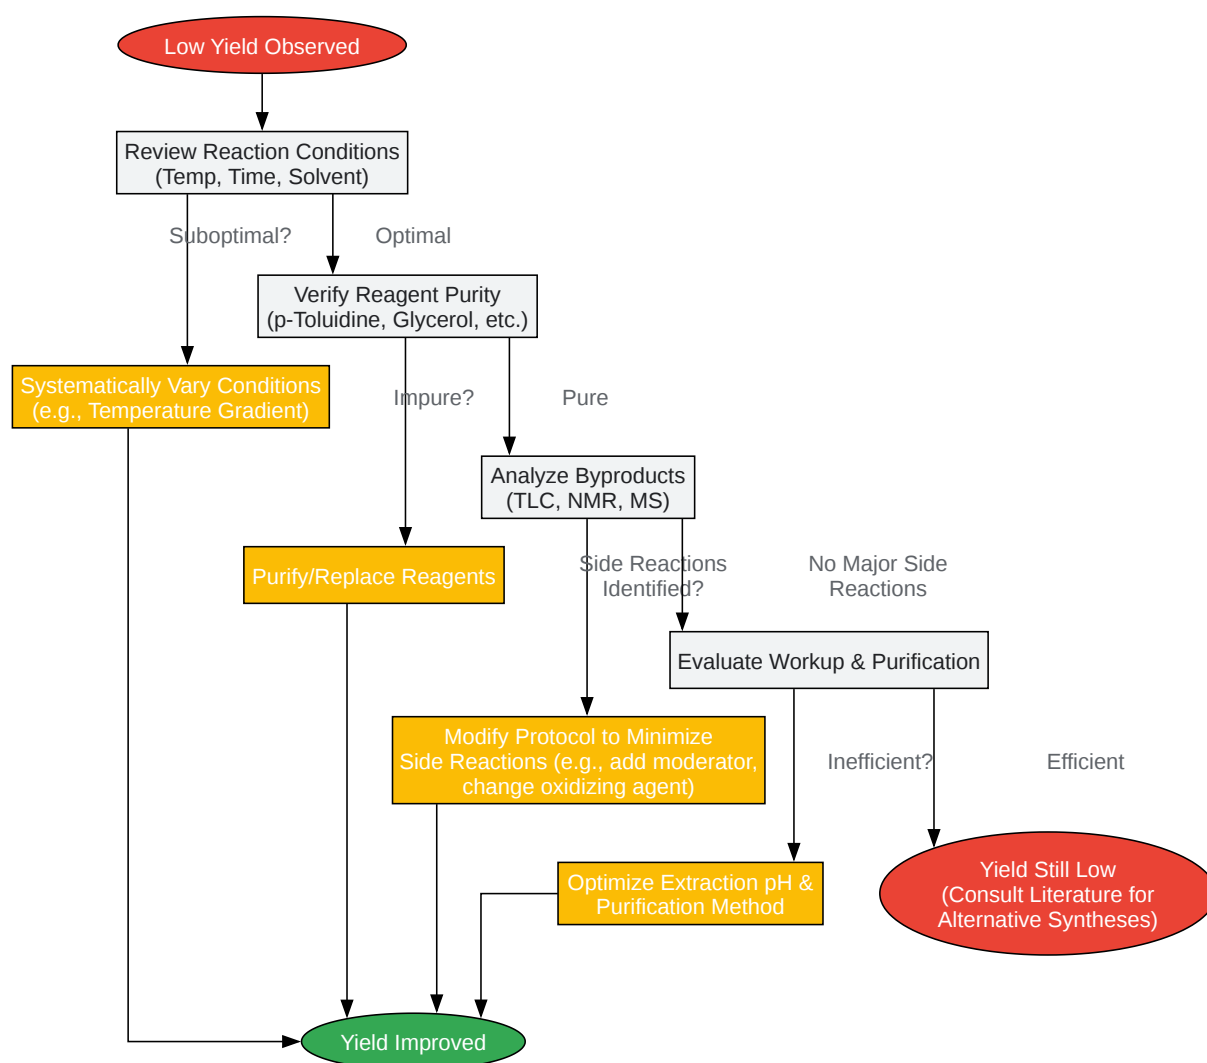 Low Yield Observed
Review Reaction Conditions
(Temp, Time, Solvent)
Suboptimal?
Optimal
Verify Reagent Purity
(p-Toluidine, Glycerol, etc.)
Systematically Vary Conditions
(e.g., Temperature Gradient)
Impure?
Pure
Analyze Byproducts
(TLC, NMR, MS)
Purify/Replace Reagents
Side Reactions
Identified?
No Major Side
Reactions
Evaluate Workup & Purification
Modify Protocol to Minimize
Side Reactions (e.g., add moderator,
change oxidizing agent)
Inefficient?
Efficient
Optimize Extraction pH &
Purification Method
Yield Still Low
(Consult Literature for
Alternative Syntheses)
Yield Improved